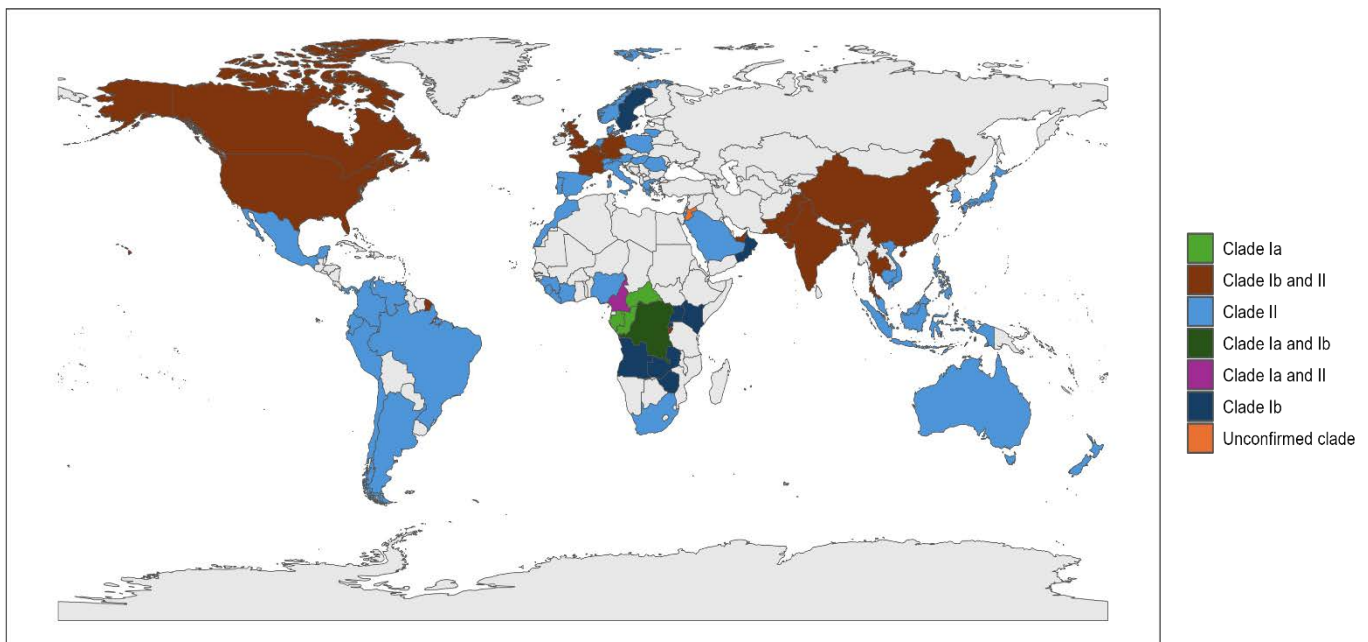 Clade Ia
Clade Ib and II
Clade II
Clade Ia and Ib
Clade Ia and II
Clade Ib
Unconfirmed clade